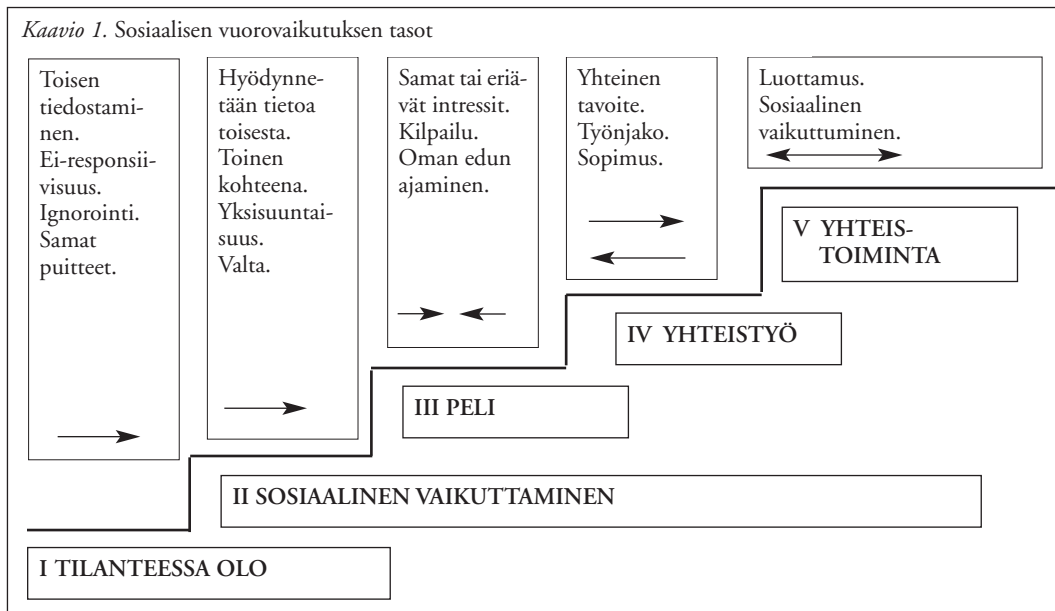 Kaavio 1. Sosiaalisen vuorovaikutuksen tasot
Toisen
tiedostami-
nen.
Ei-responsii-
visuus.
Ignorointi.
Samat
puitteet.
Hyödynne-
tään tietoa
toisesta.
Toinen
kohteena.
Yksisuuntai-
suus.
Valta.
Samat tai eriä-
vät intressit.
Kilpailu.
Oman edun
ajaminen.
Yhteinen
tavoite.
Työnjako.
Sopimus.
Luottamus.
Sosiaalinen
vaikuttuminen.
V YHTEIS-
TOIMINTA
IV YHTEISTYÖ
III PELI
II SOSIAALINEN VAIKUTTAMINEN
I TILANTEESSA OLO